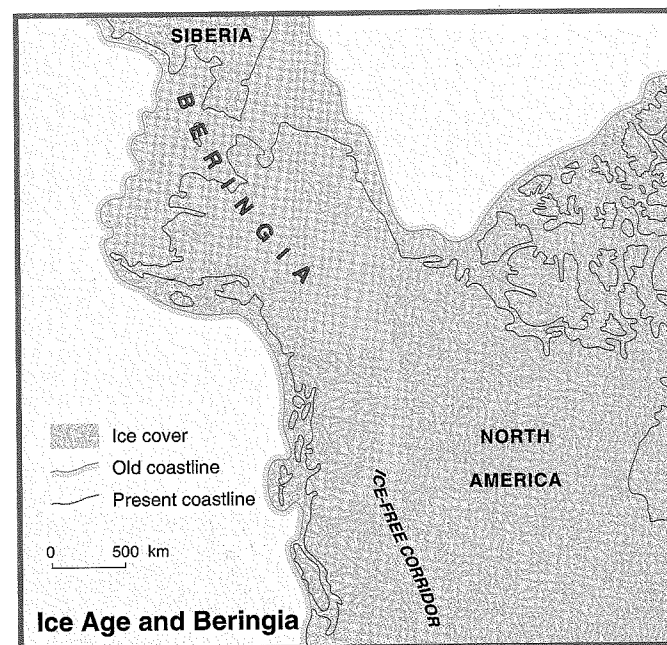 SIBERIA
BERINGIA
Ice cover
Old coastline
Present coastline
0 500 km
NORTH
AMERICA
ICE-FREE CORRIDOR
Ice Age and Beringia